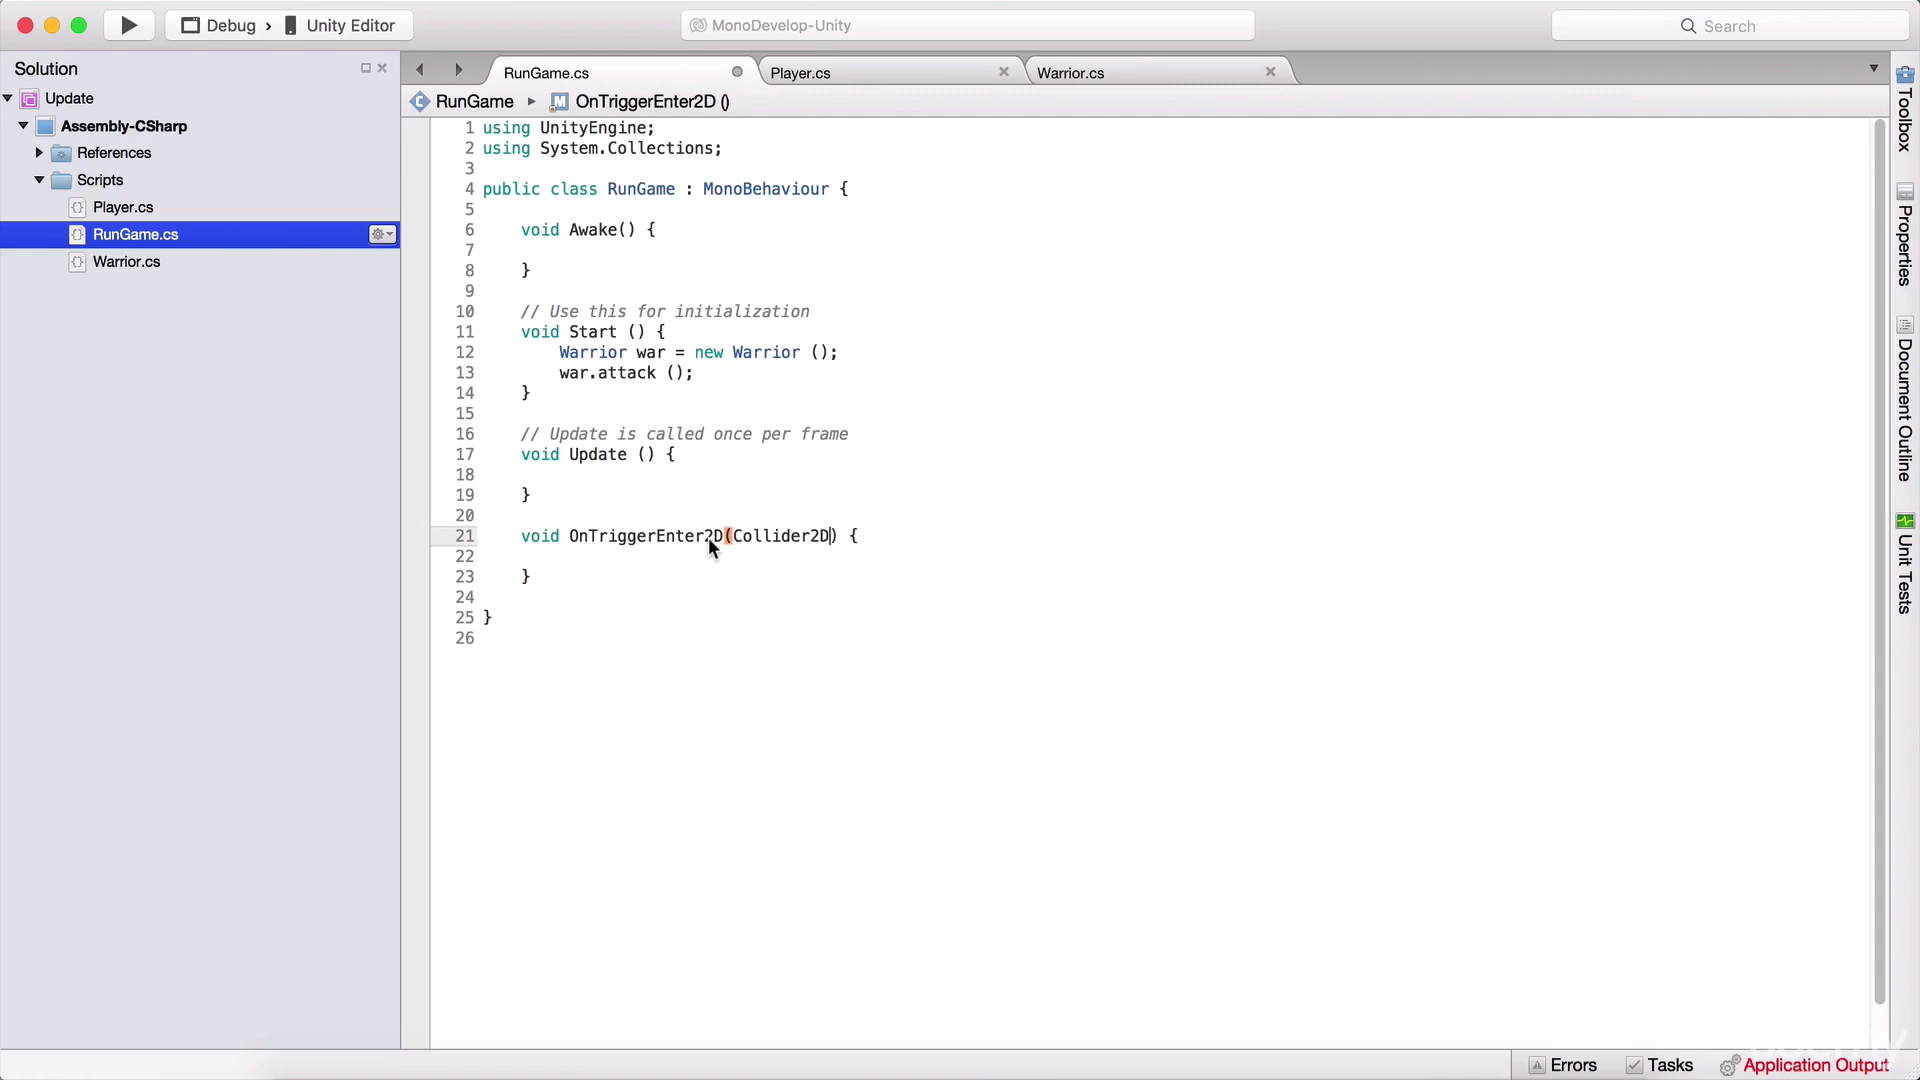 Debug › Unity Editor
MonoDevelop-Unity
Search
Solution
Update
Assembly-CSharp
References
Scripts
Player.cs
RunGame.cs
Warrior.cs
RunGame.cs
Player.cs
Warrior.cs
RunGame ▸ OnTriggerEnter2D ()
1 using UnityEngine;
2 using System.Collections;
3
4 public class RunGame : MonoBehaviour {
5
6 void Awake() {
7
8 }
9
10 // Use this for initialization
11 void Start () {
12 Warrior war = new Warrior ();
13 war.attack ();
14 }
15
16 // Update is called once per frame
17 void Update () {
18
19 }
20
21 void OnTriggerEnter2D(Collider2D) {
22
23 }
24
25 }
26
Toolbox
Properties
Document Outline
Unit Tests
Errors
Tasks
Application Output